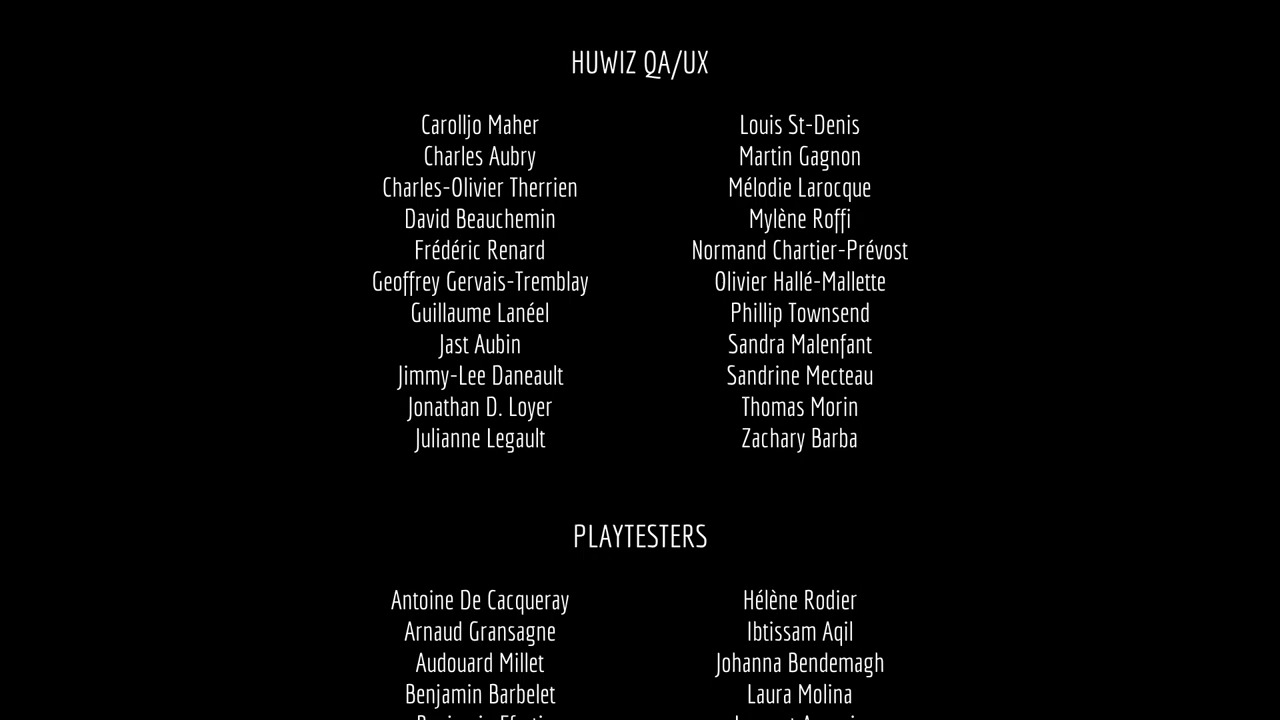 HUWIZ QA/UX
Carolljo Maher
Charles Aubry
Charles-Olivier Therrien
David Beauchemin
Frédéric Renard
Geoffrey Gervais-Tremblay
Guillaume Lanéel
Jast Aubin
Jimmy-Lee Daneault
Jonathan D. Loyer
Julianne Legault
Louis St-Denis
Martin Gagnon
Mélodie Larocque
Mylène Roffi
Normand Chartier-Prévost
Olivier Hallé-Mallette
Phillip Townsend
Sandra Malenfant
Sandrine Mecteau
Thomas Morin
Zachary Barba
PLAYTESTERS
Antoine De Cacqueray
Arnaud Gransagne
Audouard Millet
Benjamin Barbelet
Hélène Rodier
Ibtissam Aqil
Johanna Bendemagh
Laura Molina